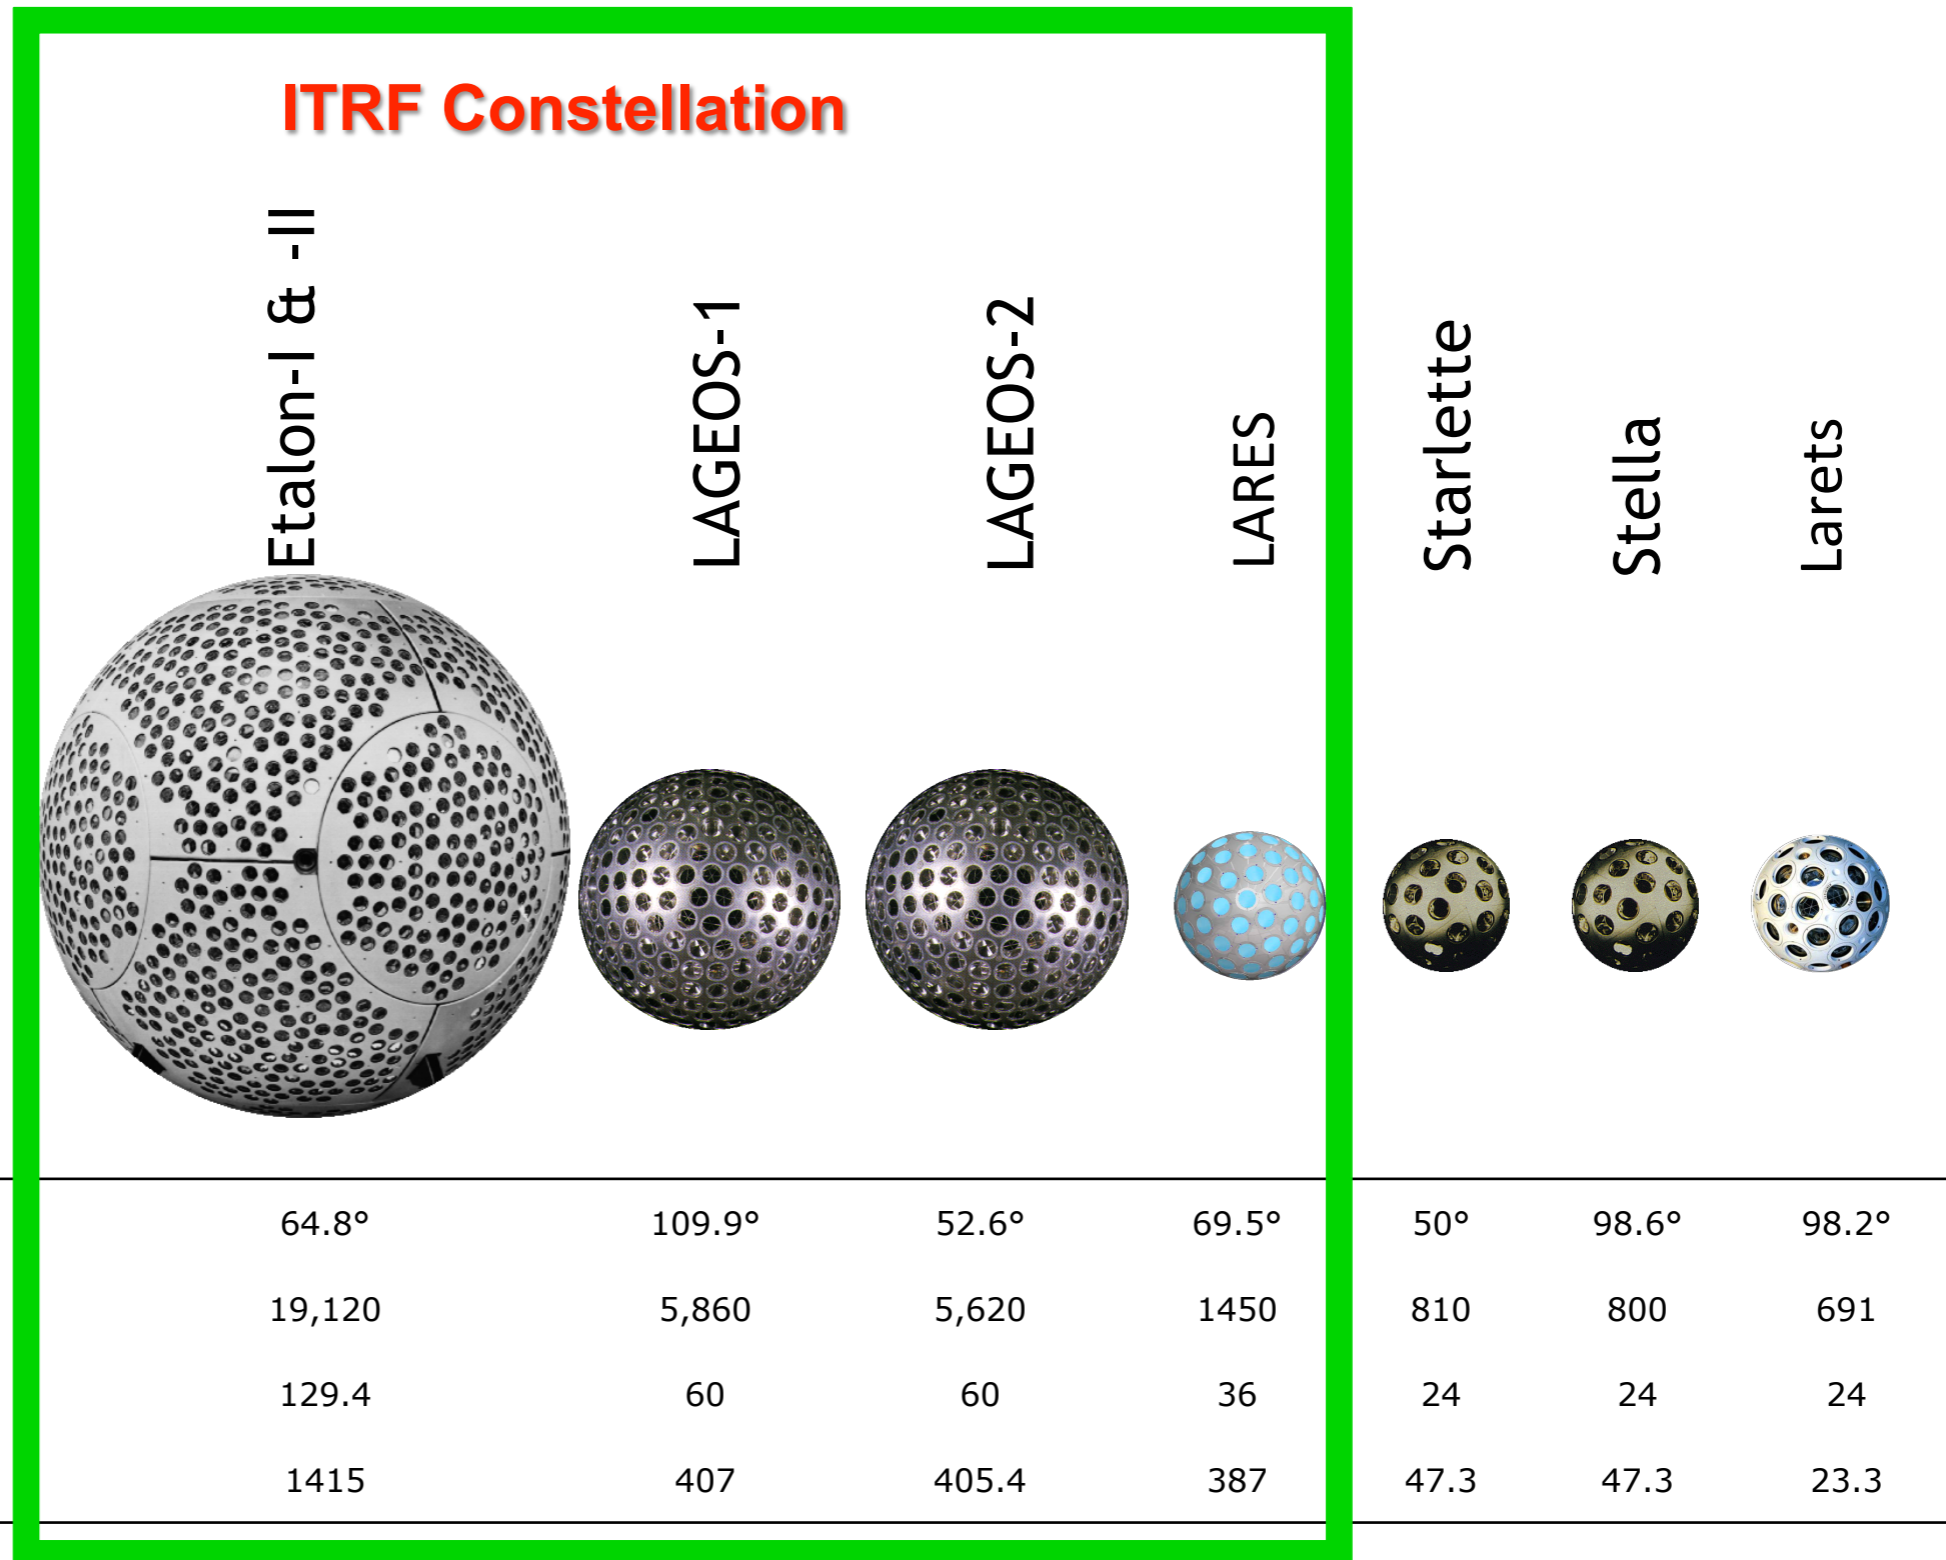 ITRF Constellation
Etalon-I & -II
LAGEOS-1
LAGEOS-2
LARES
Starlette
Stella
Larets
64.8° 109.9° 52.6° 69.5° 50° 98.6° 98.2°
19,120 5,860 5,620 1450 810 800 691
129.4 60 60 36 24 24 24
1415 407 405.4 387 47.3 47.3 23.3